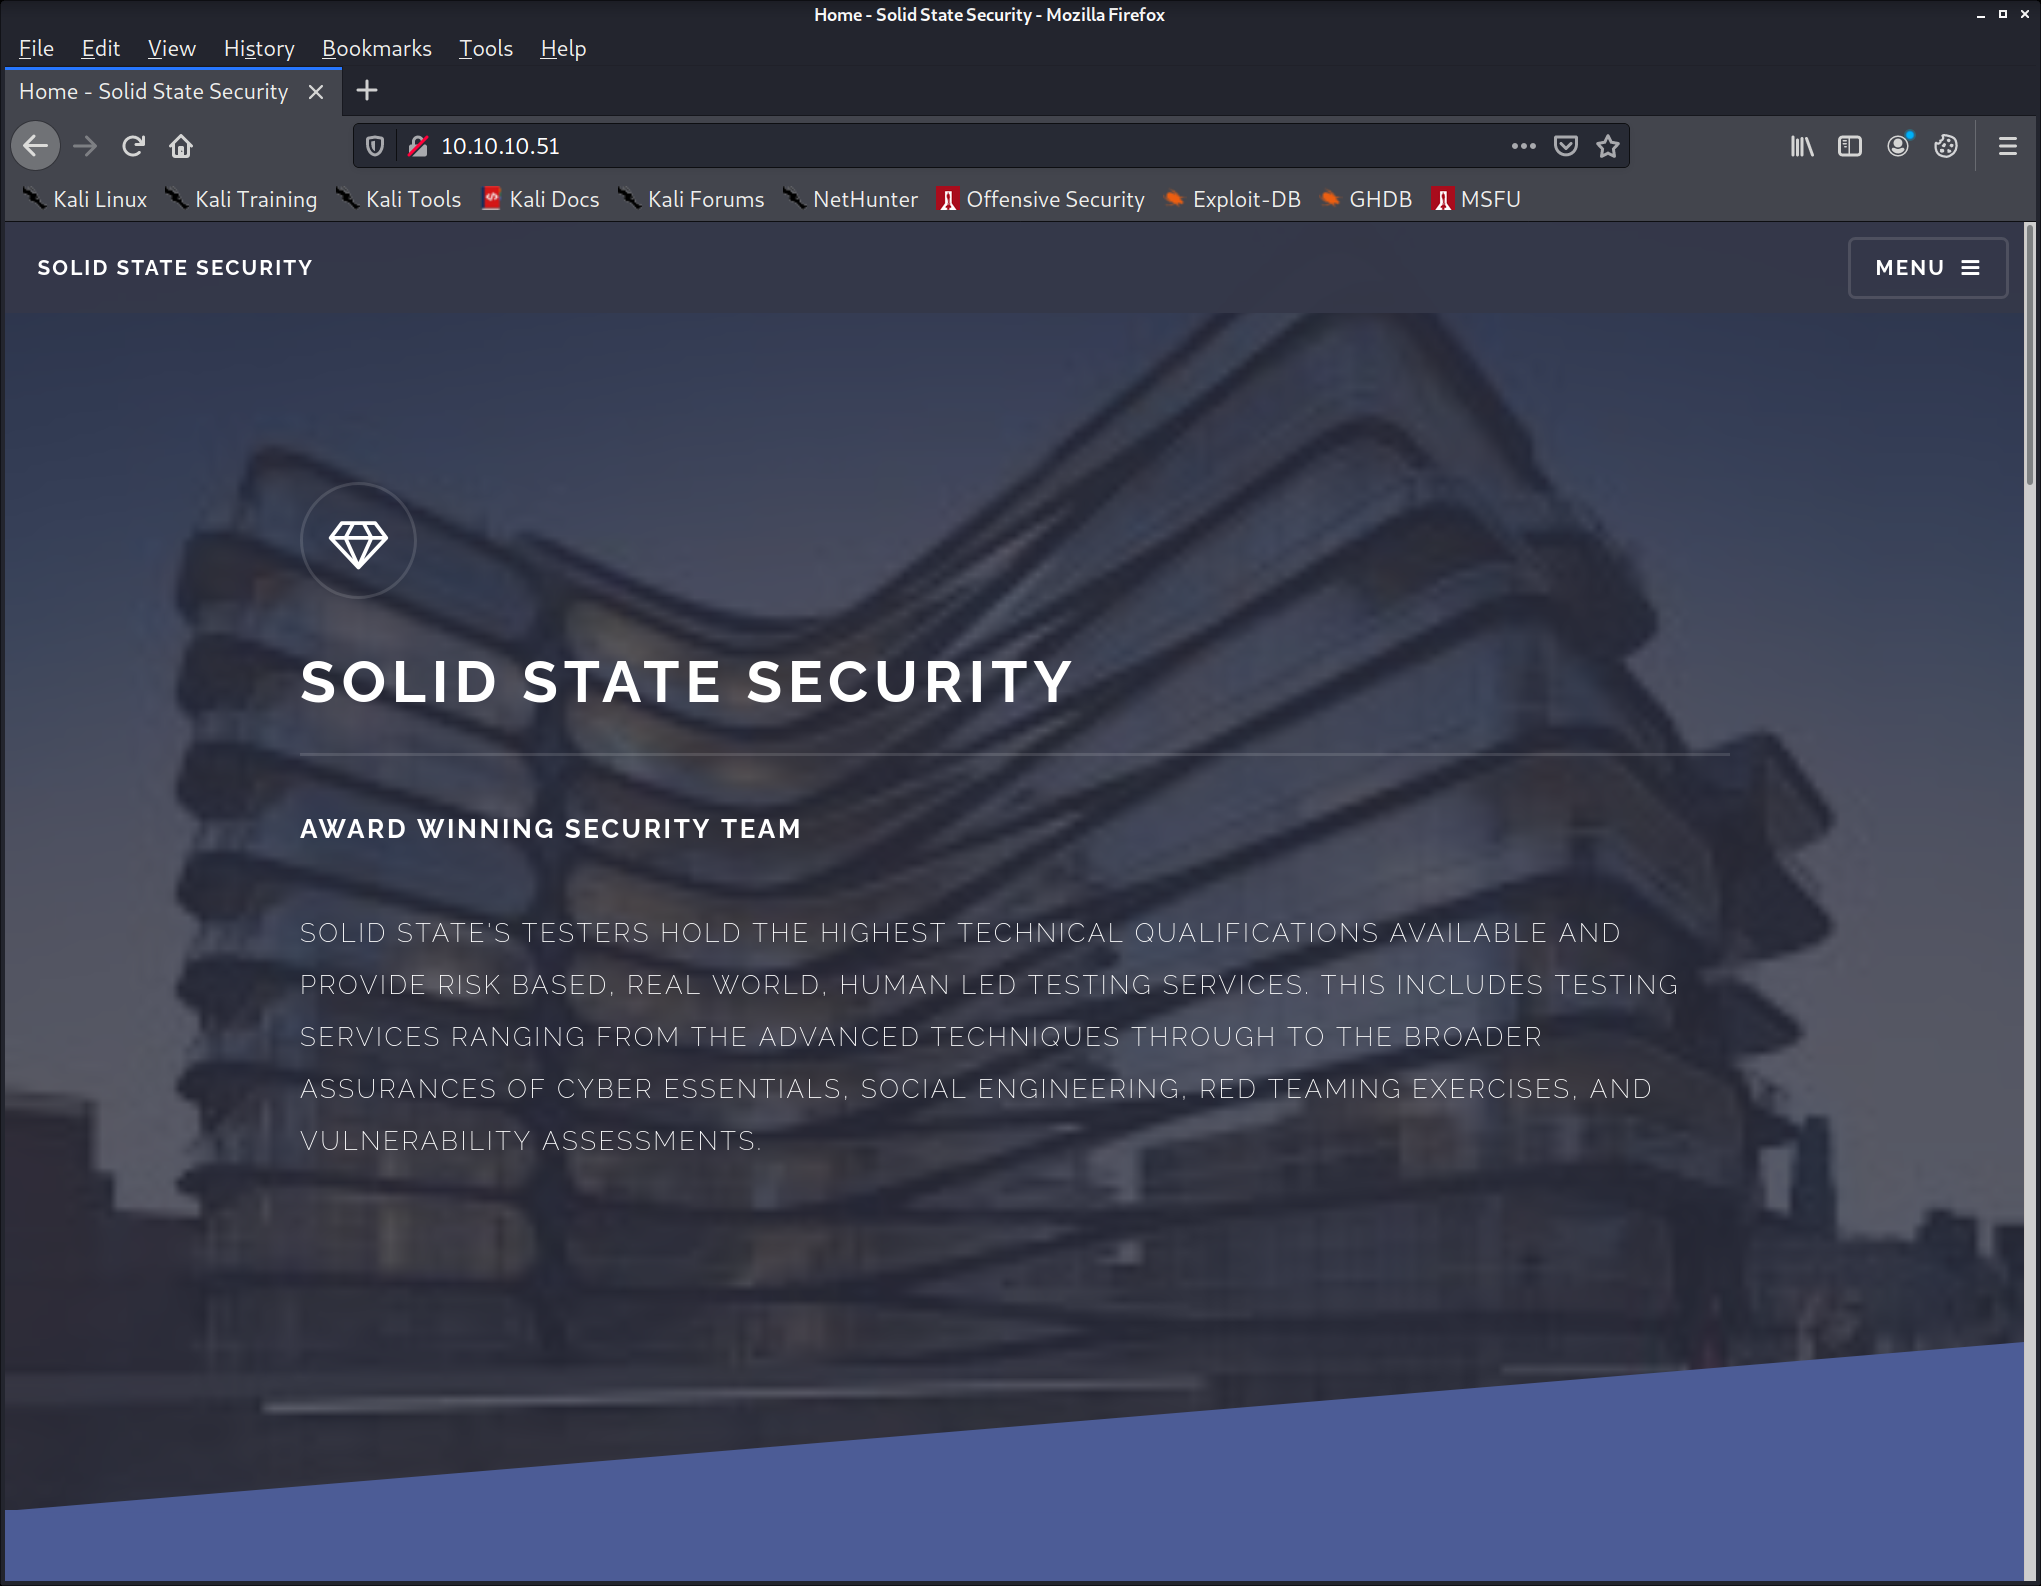 Home - Solid State Security - Mozilla Firefox
File Edit View History Bookmarks Tools Help
Home - Solid State Security
10.10.10.51
Kali Linux Kali Training Kali Tools Kali Docs Kali Forums NetHunter Offensive Security Exploit-DB GHDB MSFU
SOLID STATE SECURITY MENU
SOLID STATE SECURITY
AWARD WINNING SECURITY TEAM
SOLID STATE'S TESTERS HOLD THE HIGHEST TECHNICAL QUALIFICATIONS AVAILABLE AND
PROVIDE RISK BASED, REAL WORLD, HUMAN LED TESTING SERVICES. THIS INCLUDES TESTING
SERVICES RANGING FROM THE ADVANCED TECHNIQUES THROUGH TO THE BROADER
ASSURANCES OF CYBER ESSENTIALS, SOCIAL ENGINEERING, RED TEAMING EXERCISES, AND
VULNERABILITY ASSESSMENTS.